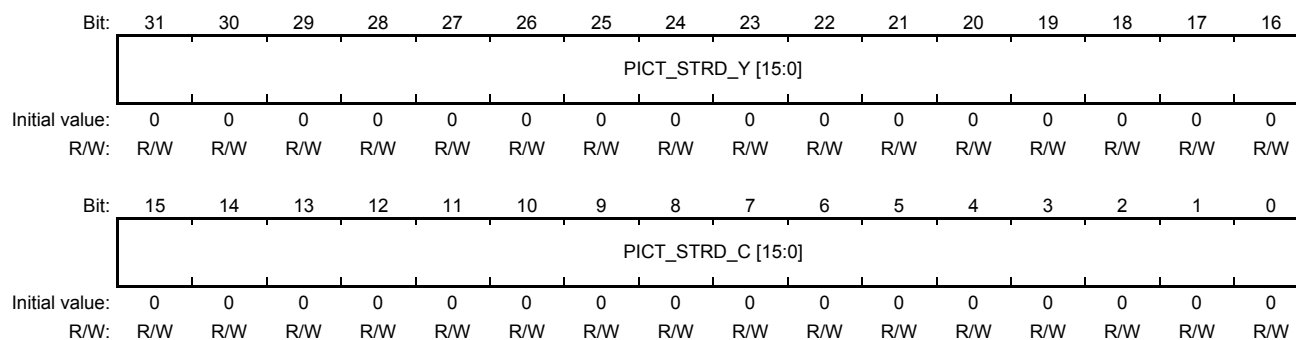 Bit: 31 30 29 28 27 26 25 24 23 22 21 20 19 18 17 16
PICT_STRD_Y [15:0]
Initial value: 0 0 0 0 0 0 0 0 0 0 0 0 0 0 0 0
R/W: R/W R/W R/W R/W R/W R/W R/W R/W R/W R/W R/W R/W R/W R/W R/W R/W
Bit: 15 14 13 12 11 10 9 8 7 6 5 4 3 2 1 0
PICT_STRD_C [15:0]
Initial value: 0 0 0 0 0 0 0 0 0 0 0 0 0 0 0 0
R/W: R/W R/W R/W R/W R/W R/W R/W R/W R/W R/W R/W R/W R/W R/W R/W R/W